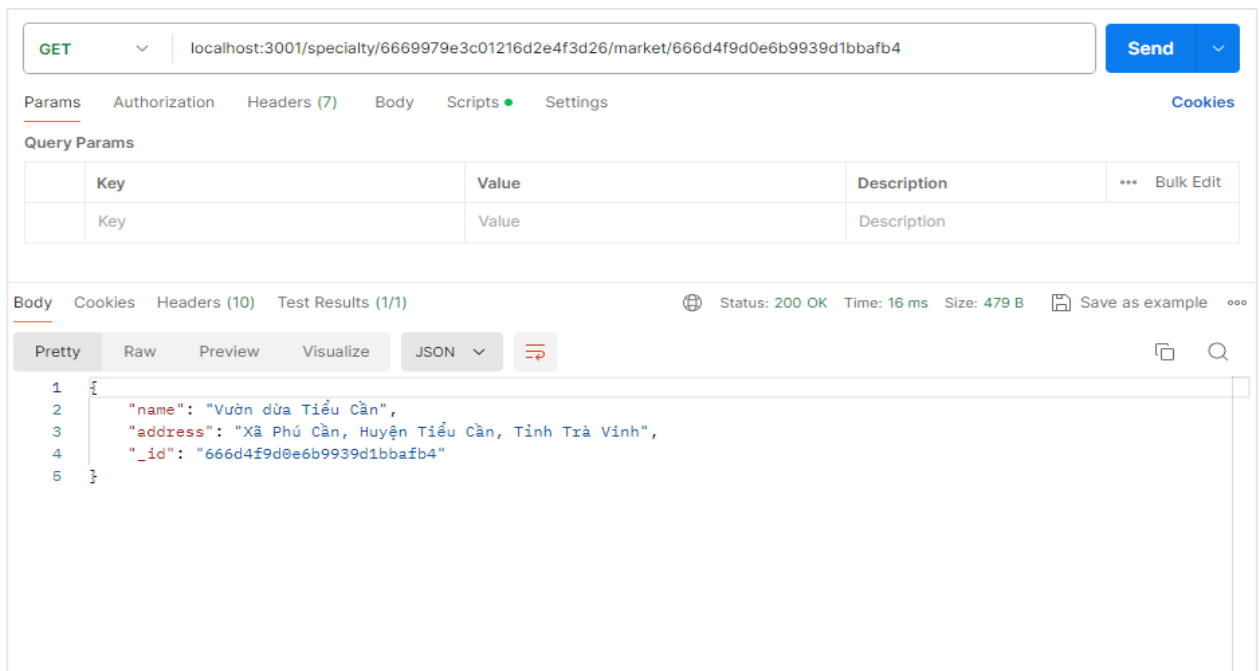 GET localhost:3001/specialty/6669979e3c01216d2e4f3d26/market/666d4f9d0e6b9939d1bbafb4 Send
Params Authorization Headers (7) Body Scripts Settings Cookies
Query Params
Key Value Description Bulk Edit
Key Value Description
Body Cookies Headers (10) Test Results (1/1) Status: 200 OK Time: 16 ms Size: 479 B Save as example
Pretty Raw Preview Visualize JSON
1 {
2 "name": "Vườn dừa Tiểu Cần",
3 "address": "Xã Phú Cần, Huyện Tiểu Cần, Tỉnh Trà Vinh",
4 "_id": "666d4f9d0e6b9939d1bbafb4"
5 }